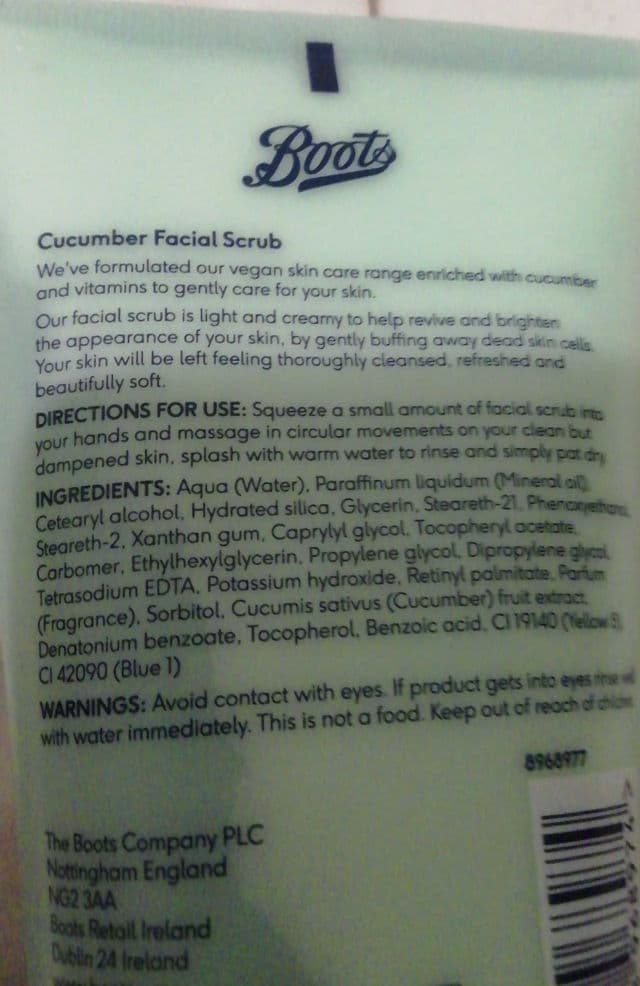 Boots
Cucumber Facial Scrub
We've formulated our vegan skin care range enriched with cucumber
and vitamins to gently care for your skin.
Our facial scrub is light and creamy to help revive and brighten
the appearance of your skin, by gently buffing away dead skin cells.
Your skin will be left feeling thoroughly cleansed, refreshed and
beautifully soft.
DIRECTIONS FOR USE: Squeeze a small amount of facial scrub into
your hands and massage in circular movements on your clean but
dampened skin, splash with warm water to rinse and simply pat dry
INGREDIENTS: Aqua (Water), Paraffinum liquidum (Mineral oil),
Cetearyl alcohol, Hydrated silica, Glycerin, Steareth-21,
Steareth-2, Xanthan gum, Caprylyl glycol, Tocopheryl acetate,
Carbomer, Ethylhexylglycerin, Propylene glycol, Dipropylene glycol,
Tetrasodium EDTA, Potassium hydroxide, Retinyl palmitate, Parfum
(Fragrance), Sorbitol, Cucumis sativus (Cucumber) fruit extract,
Denatonium benzoate, Tocopherol, Benzoic acid, CI 19140 (Yellow 5),
CI 42090 (Blue 1)
WARNINGS: Avoid contact with eyes. If product gets into eyes rinse
with water immediately. This is not a food. Keep out of reach of
8968977
The Boots Company PLC
Nottingham England
NG2 3AA
Boots Retail Ireland
Dublin 24 Ireland